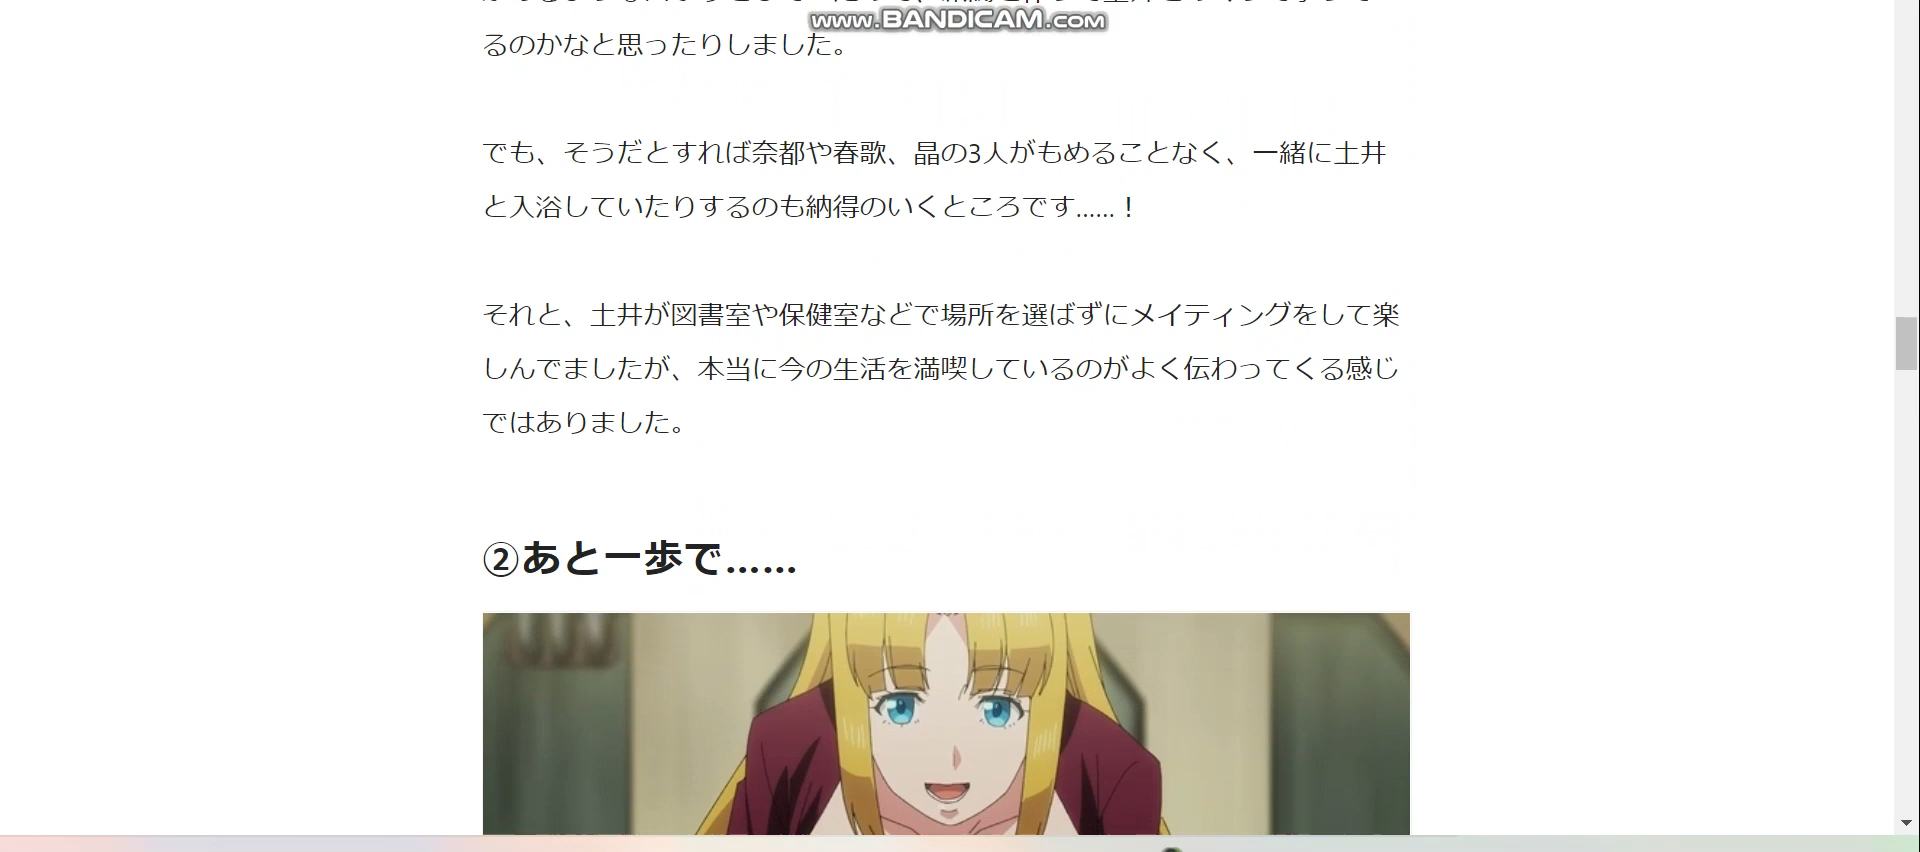 www.BANDICAM.com
るのかなと思ったりしました。
でも、そうだとすれば奈都や春歌、晶の3人がもめることなく、一緒に土井
と入浴していたりするのも納得のいくところです……！
それと、土井が図書室や保健室などで場所を選ばずにメイティングをして楽
しんでましたが、本当に今の生活を満喫しているのがよく伝わってくる感じ
ではありました。
②あと一歩で……